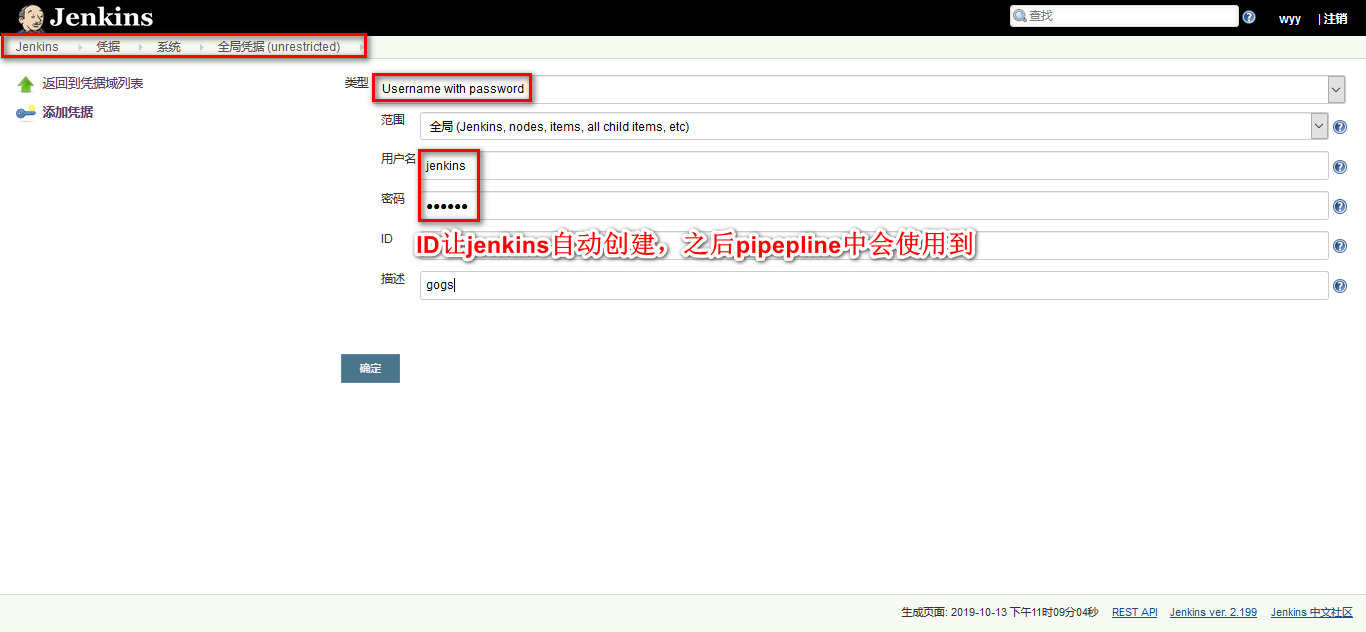 Jenkins
查找
wyy
| 注销
Jenkins
凭据
系统
全局凭据 (unrestricted)
返回到凭据域列表
添加凭据
类型
Username with password
范围
全局 (Jenkins, nodes, items, all child items, etc)
用户名
jenkins
密码
●●●●●●
ID
ID让jenkins自动创建，之后pipepline中会使用到
描述
gogs
确定
生成页面: 2019-10-13 下午11时09分04秒 REST API Jenkins ver. 2.199 Jenkins 中文社区